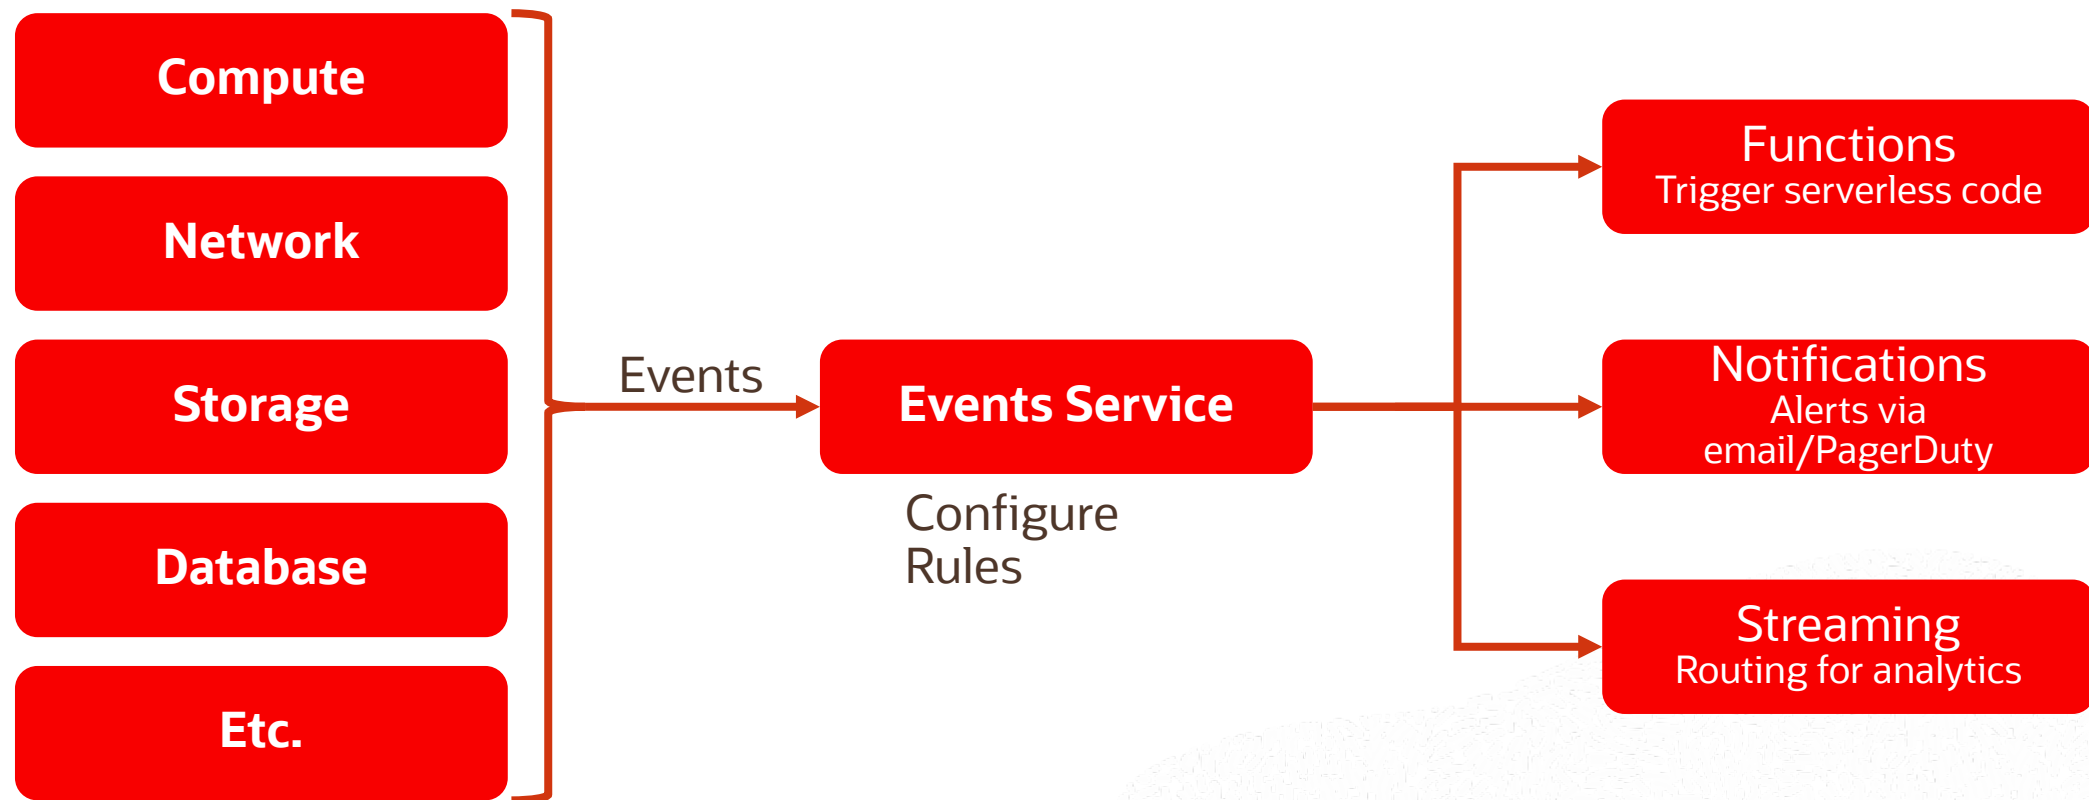 Compute
Network
Storage
Database
Etc.
Events
Events Service
Configure
Rules
Functions
Trigger serverless code
Notifications
Alerts via
email/PagerDuty
Streaming
Routing for analytics